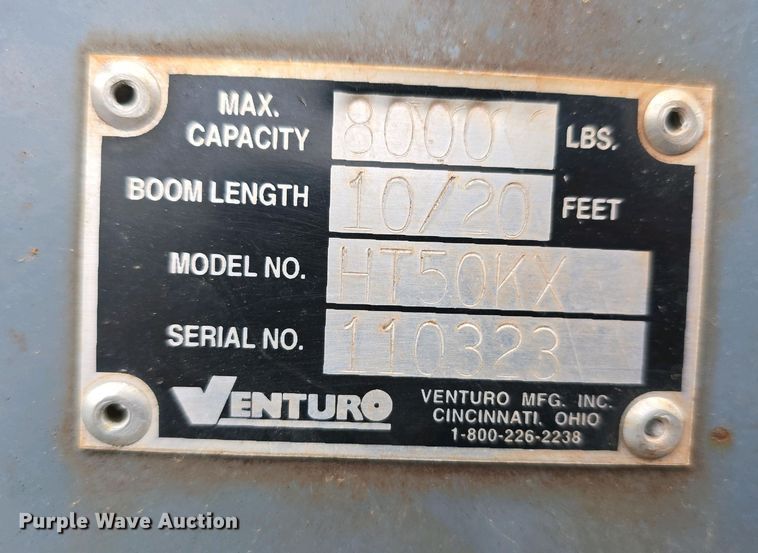 MAX.
CAPACITY 8000 LBS.
BOOM LENGTH 10/20 FEET
MODEL NO. HT50KX
SERIAL NO. 110323
VENTURO
VENTURO MFG. INC.
CINCINNATI, OHIO
1-800-226-2238
Purple Wave Auction